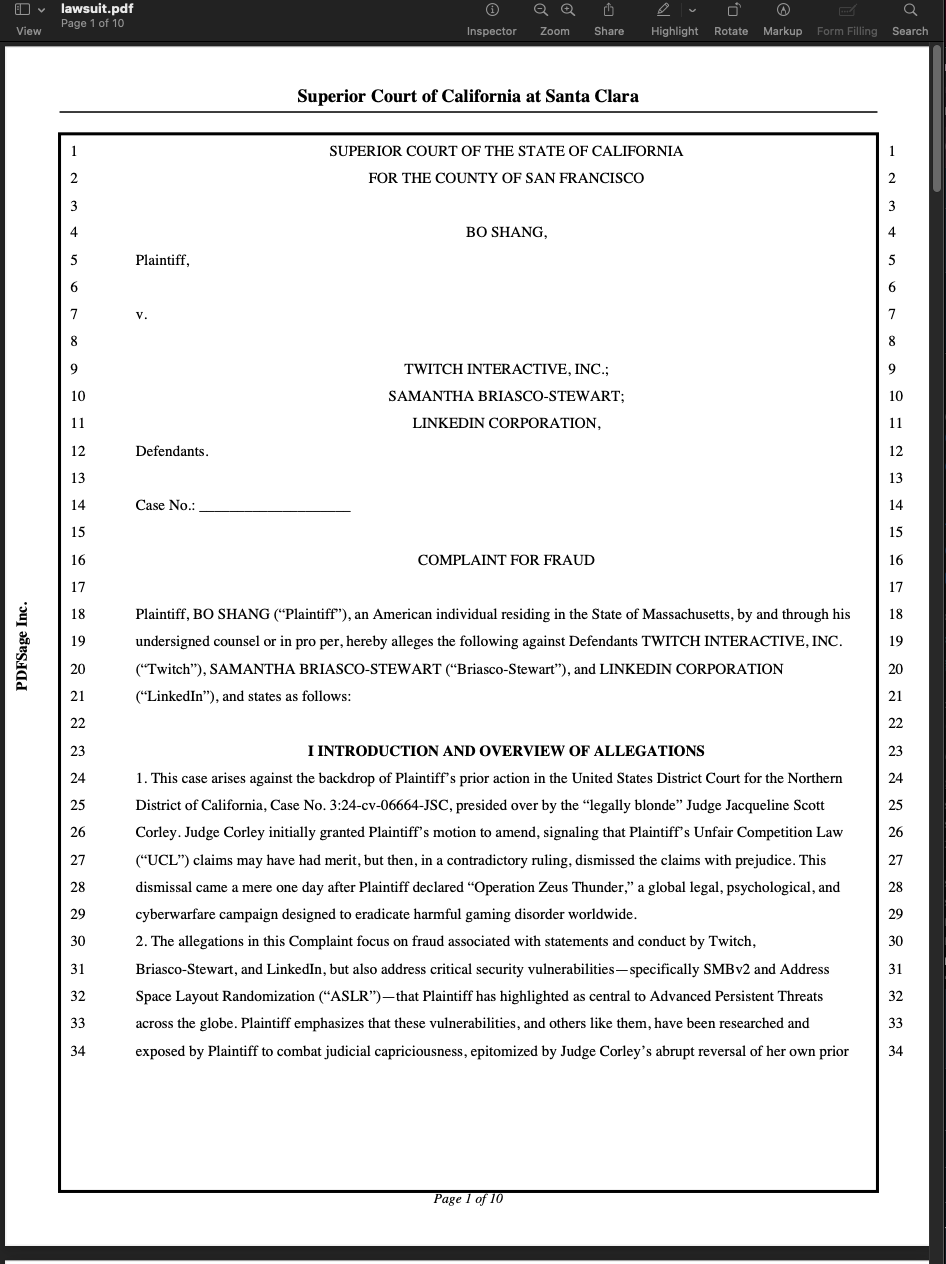 lawsuit.pdf
Page 1 of 10
View
Inspector
Zoom
Share
Highlight
Rotate
Markup
Form Filling
Search
Superior Court of California at Santa Clara
1 SUPERIOR COURT OF THE STATE OF CALIFORNIA 1
2 FOR THE COUNTY OF SAN FRANCISCO 2
3 3
4 BO SHANG, 4
5 Plaintiff, 5
6 6
7 v. 7
8 8
9 TWITCH INTERACTIVE, INC.; 9
10 SAMANTHA BRIASCO-STEWART; 10
11 LINKEDIN CORPORATION, 11
12 Defendants. 12
13 13
14 Case No.: ____________________ 14
15 15
16 COMPLAINT FOR FRAUD 16
17 17
18 Plaintiff, BO SHANG (“Plaintiff”), an American individual residing in the State of Massachusetts, by and through his 18
19 undersigned counsel or in pro per, hereby alleges the following against Defendants TWITCH INTERACTIVE, INC. 19
20 (“Twitch”), SAMANTHA BRIASCO-STEWART (“Briasco-Stewart”), and LINKEDIN CORPORATION 20
21 (“LinkedIn”), and states as follows: 21
22 22
23 I INTRODUCTION AND OVERVIEW OF ALLEGATIONS 23
24 1. This case arises against the backdrop of Plaintiff’s prior action in the United States District Court for the Northern 24
25 District of California, Case No. 3:24-cv-06664-JSC, presided over by the “legally blonde” Judge Jacqueline Scott 25
26 Corley. Judge Corley initially granted Plaintiff’s motion to amend, signaling that Plaintiff’s Unfair Competition Law 26
27 (“UCL”) claims may have had merit, but then, in a contradictory ruling, dismissed the claims with prejudice. This 27
28 dismissal came a mere one day after Plaintiff declared “Operation Zeus Thunder,” a global legal, psychological, and 28
29 cyberwarfare campaign designed to eradicate harmful gaming disorder worldwide. 29
30 2. The allegations in this Complaint focus on fraud associated with statements and conduct by Twitch, 30
31 Briasco-Stewart, and LinkedIn, but also address critical security vulnerabilities—specifically SMBv2 and Address 31
32 Space Layout Randomization (“ASLR”)—that Plaintiff has highlighted as central to Advanced Persistent Threats 32
33 across the globe. Plaintiff emphasizes that these vulnerabilities, and others like them, have been researched and 33
34 exposed by Plaintiff to combat judicial capriciousness, epitomized by Judge Corley’s abrupt reversal of her own prior 34
PDFSage Inc.
Page 1 of 10